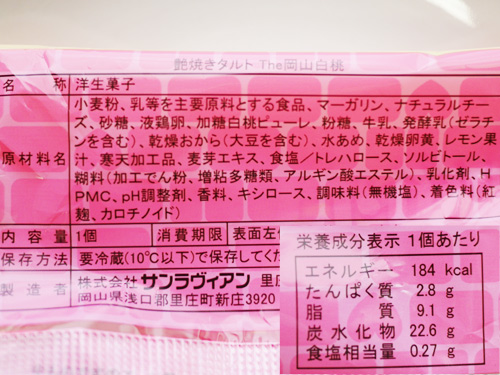 艶焼きタルト The岡山白桃
名 称 洋生菓子
小麦粉、乳等を主要原料とする食品、マーガリン、ナチュラルチー
ズ、砂糖、液鶏卵、加糖白桃ピューレ、粉糖、牛乳、発酵乳(ゼラチン
を含む)、乾燥おから(大豆を含む)、水あめ、乾燥卵黄、レモン果
原材料名 汁、寒天加工品、麦芽エキス、食塩/トレハロース、ソルビトール、
糊料(加工でん粉、増粘多糖類、アルギン酸エステル)、乳化剤、H
PMC、pH調整剤、香料、キシロース、調味料(無機塩)、着色料(紅
麹、カロチノイド)
内容量 1個 消費期限 表面左
保存方法 要冷蔵(10℃以下)で保存してく
製造者 株式会社 サンラヴィアン 里
岡山県浅口郡里庄町新庄3920
栄養成分表示 1個あたり
エネルギー 184 kcal
たんぱく質 2.8 g
脂質 9.1 g
炭水化物 22.6 g
食塩相当量 0.27 g